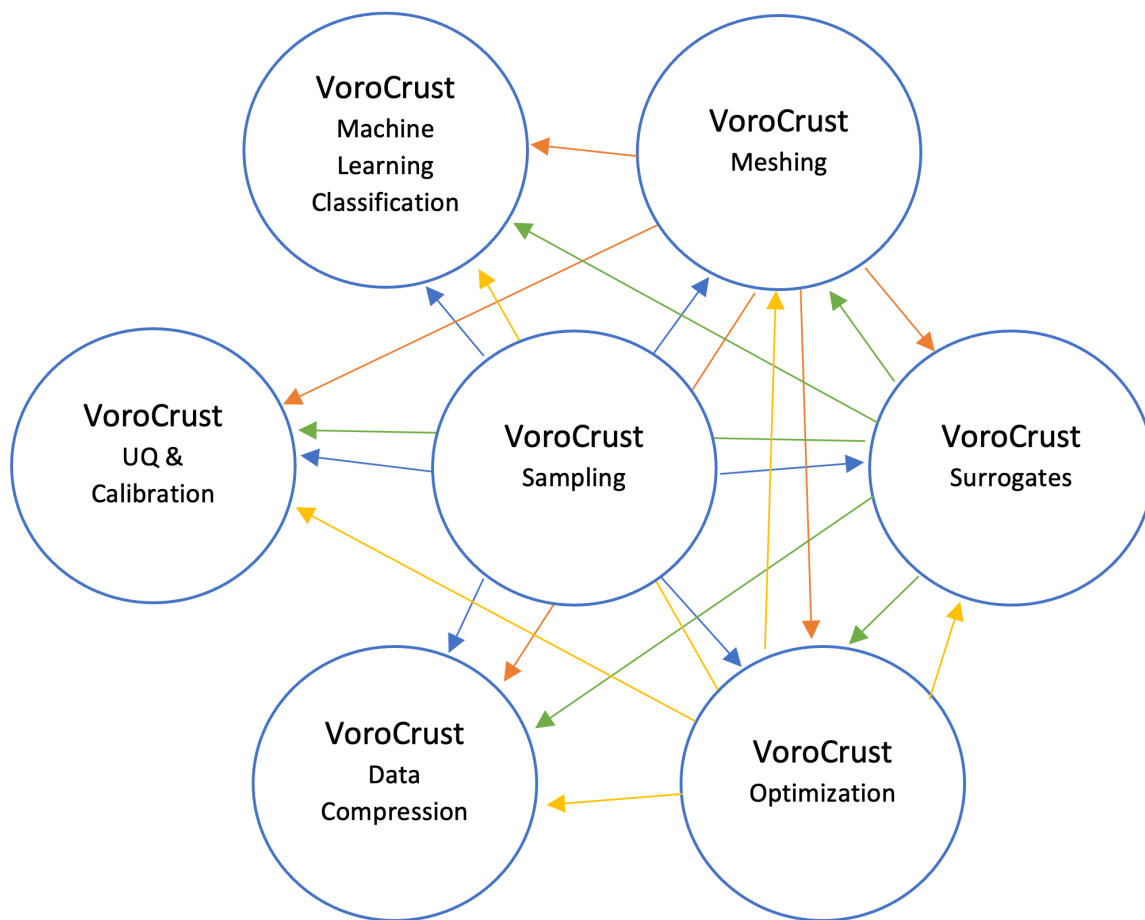 VoroCrust
Machine
Learning
Classification
VoroCrust
Meshing
VoroCrust
UQ &
Calibration
VoroCrust
Sampling
VoroCrust
Surrogates
VoroCrust
Data
Compression
VoroCrust
Optimization